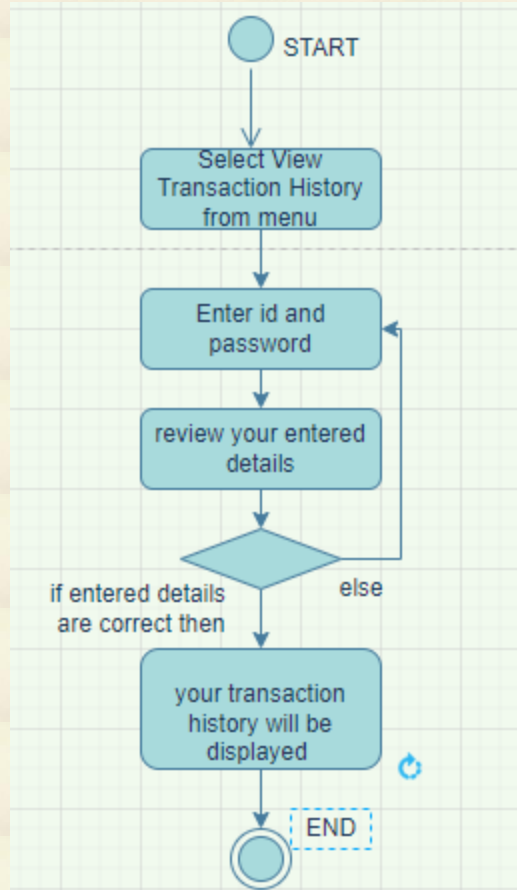 START
Select View
Transaction History
from menu
Enter id and
password
review your entered
details
if entered details
are correct then
else
your transaction
history will be
displayed
END